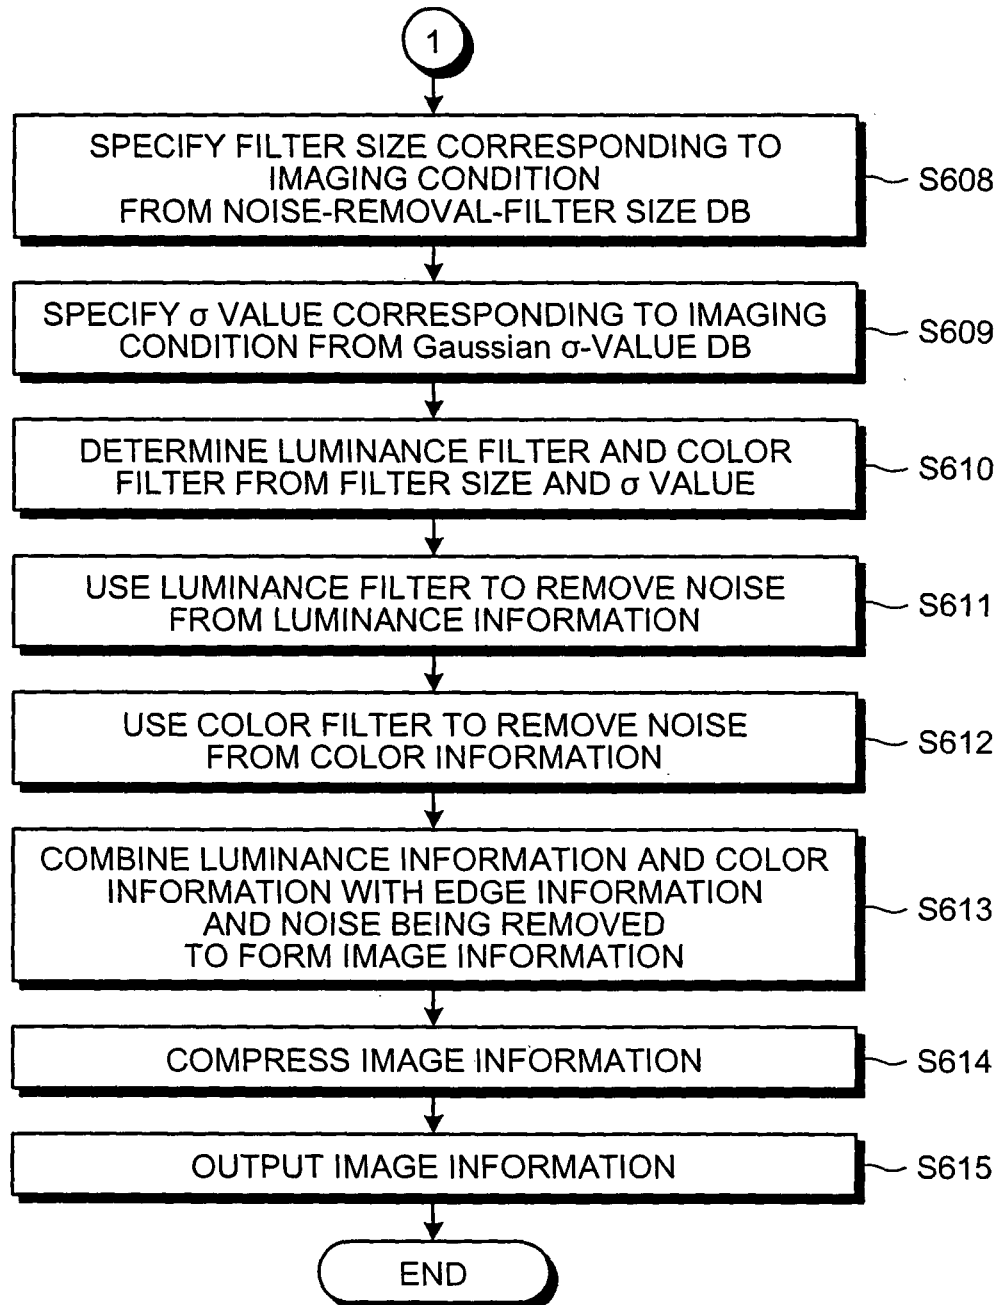 1
SPECIFY FILTER SIZE CORRESPONDING TO
IMAGING CONDITION
FROM NOISE-REMOVAL-FILTER SIZE DB
S608
SPECIFY σ VALUE CORRESPONDING TO IMAGING
CONDITION FROM Gaussian σ-VALUE DB
S609
DETERMINE LUMINANCE FILTER AND COLOR
FILTER FROM FILTER SIZE AND σ VALUE
S610
USE LUMINANCE FILTER TO REMOVE NOISE
FROM LUMINANCE INFORMATION
S611
USE COLOR FILTER TO REMOVE NOISE
FROM COLOR INFORMATION
S612
COMBINE LUMINANCE INFORMATION AND COLOR
INFORMATION WITH EDGE INFORMATION
AND NOISE BEING REMOVED
TO FORM IMAGE INFORMATION
S613
COMPRESS IMAGE INFORMATION
S614
OUTPUT IMAGE INFORMATION
S615
END